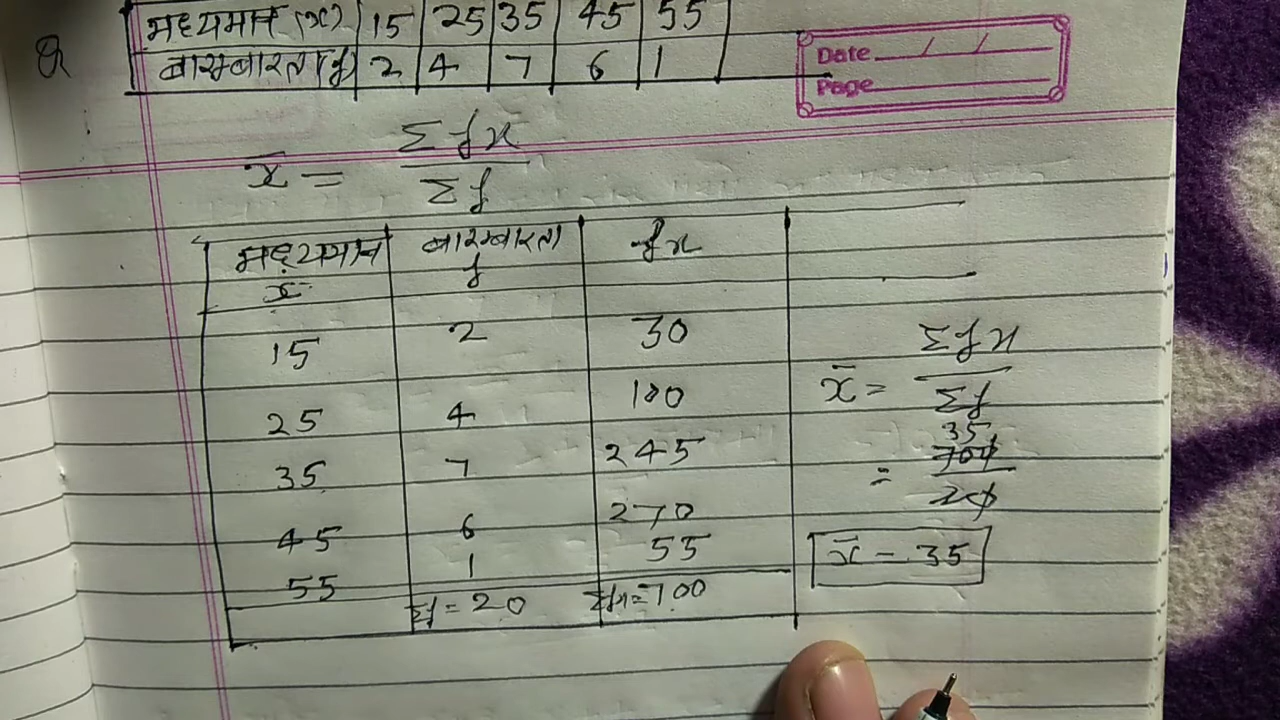 Q
मध्यमान (x) 15 25 35 45 55
बारम्बारता (f) 2 4 7 6 1
Date
Page
x̄ = Σfx / Σf
मध्यमान x बारम्बारता f fx
15 2 30
25 4 100
35 7 245
45 6 270
55 1 55
Σf = 20 Σfx = 700
x̄ = Σfx / Σf
35
= 700 / 20
x̄ = 35